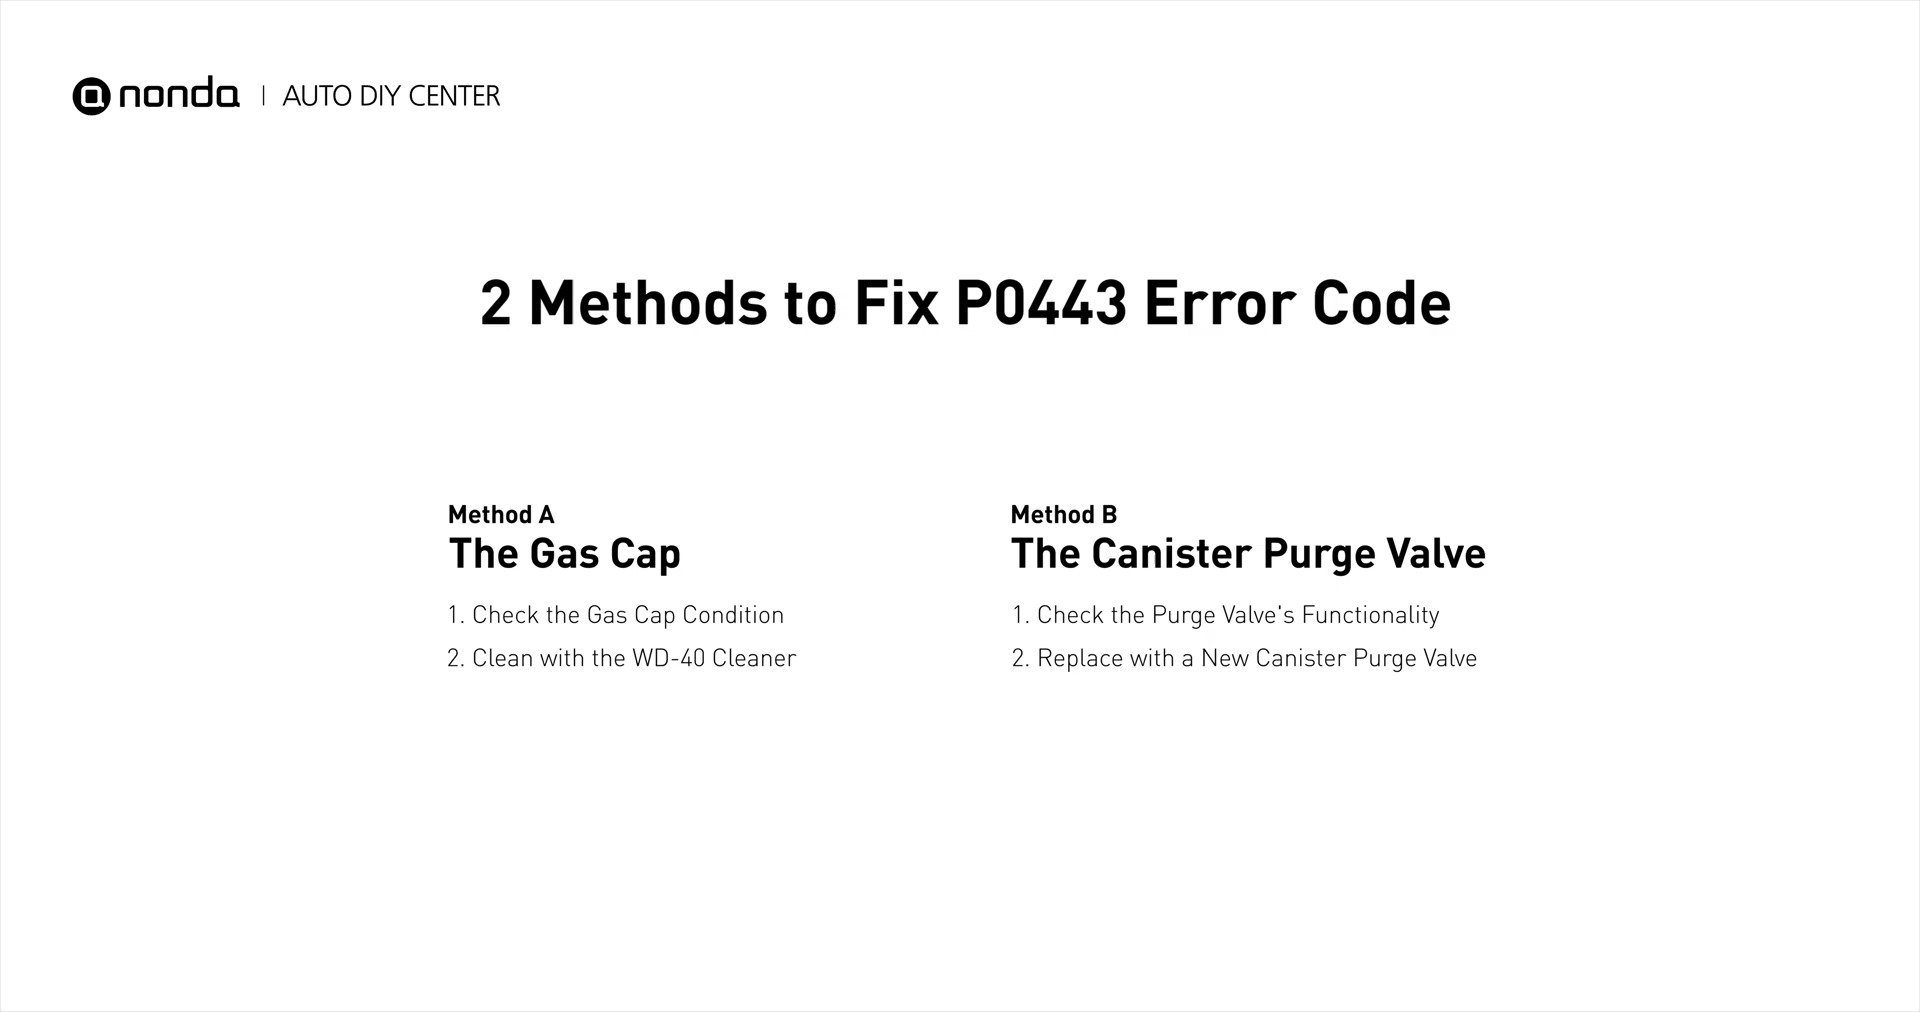 nonda | AUTO DIY CENTER
2 Methods to Fix P0443 Error Code
Method A
The Gas Cap
1. Check the Gas Cap Condition
2. Clean with the WD-40 Cleaner
Method B
The Canister Purge Valve
1. Check the Purge Valve's Functionality
2. Replace with a New Canister Purge Valve